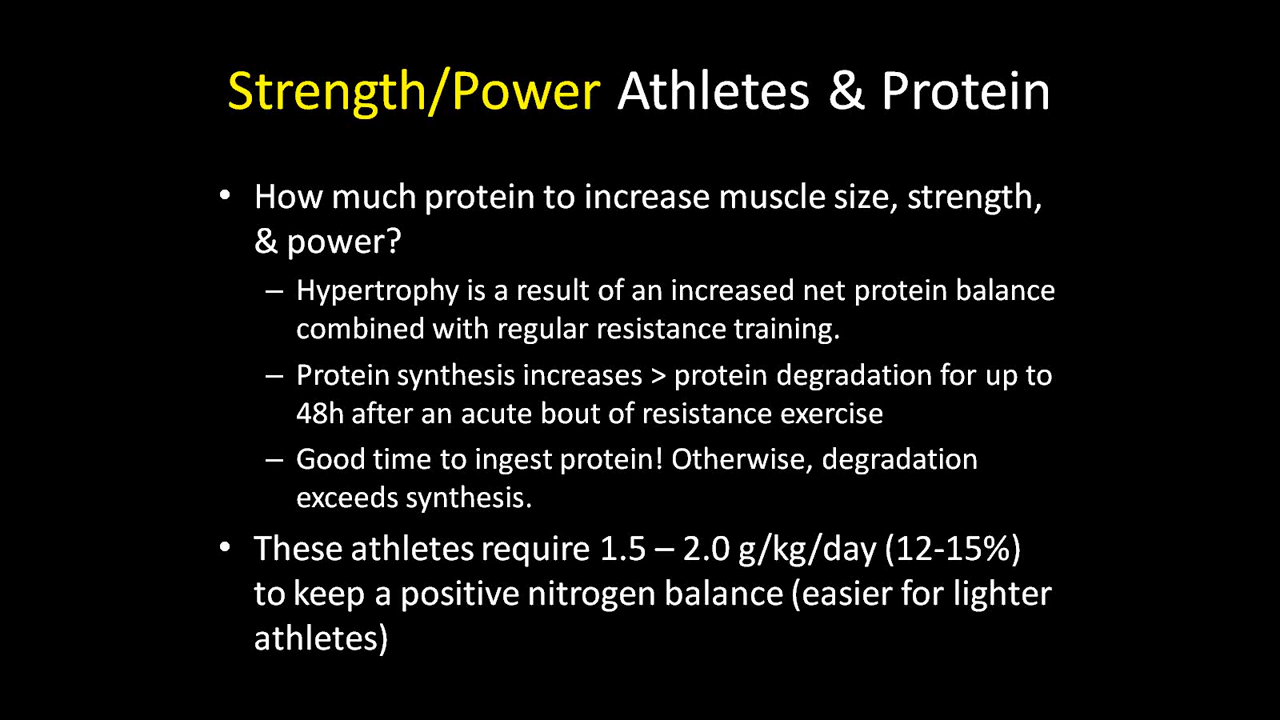 Strength/Power Athletes & Protein
• How much protein to increase muscle size, strength,
& power?
– Hypertrophy is a result of an increased net protein balance
combined with regular resistance training.
– Protein synthesis increases > protein degradation for up to
48h after an acute bout of resistance exercise
– Good time to ingest protein! Otherwise, degradation
exceeds synthesis.
• These athletes require 1.5 – 2.0 g/kg/day (12-15%)
to keep a positive nitrogen balance (easier for lighter
athletes)